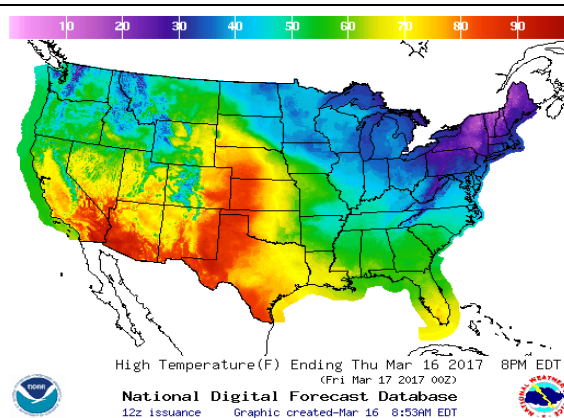 10 20 30 40 50 60 70 80 90
High Temperature(F) Ending Thu Mar 16 2017 8PM EDT
(Fri Mar 17 2017 00Z)
National Digital Forecast Database
12z issuance Graphic created-Mar 16 8:53AM EDT
NOAA